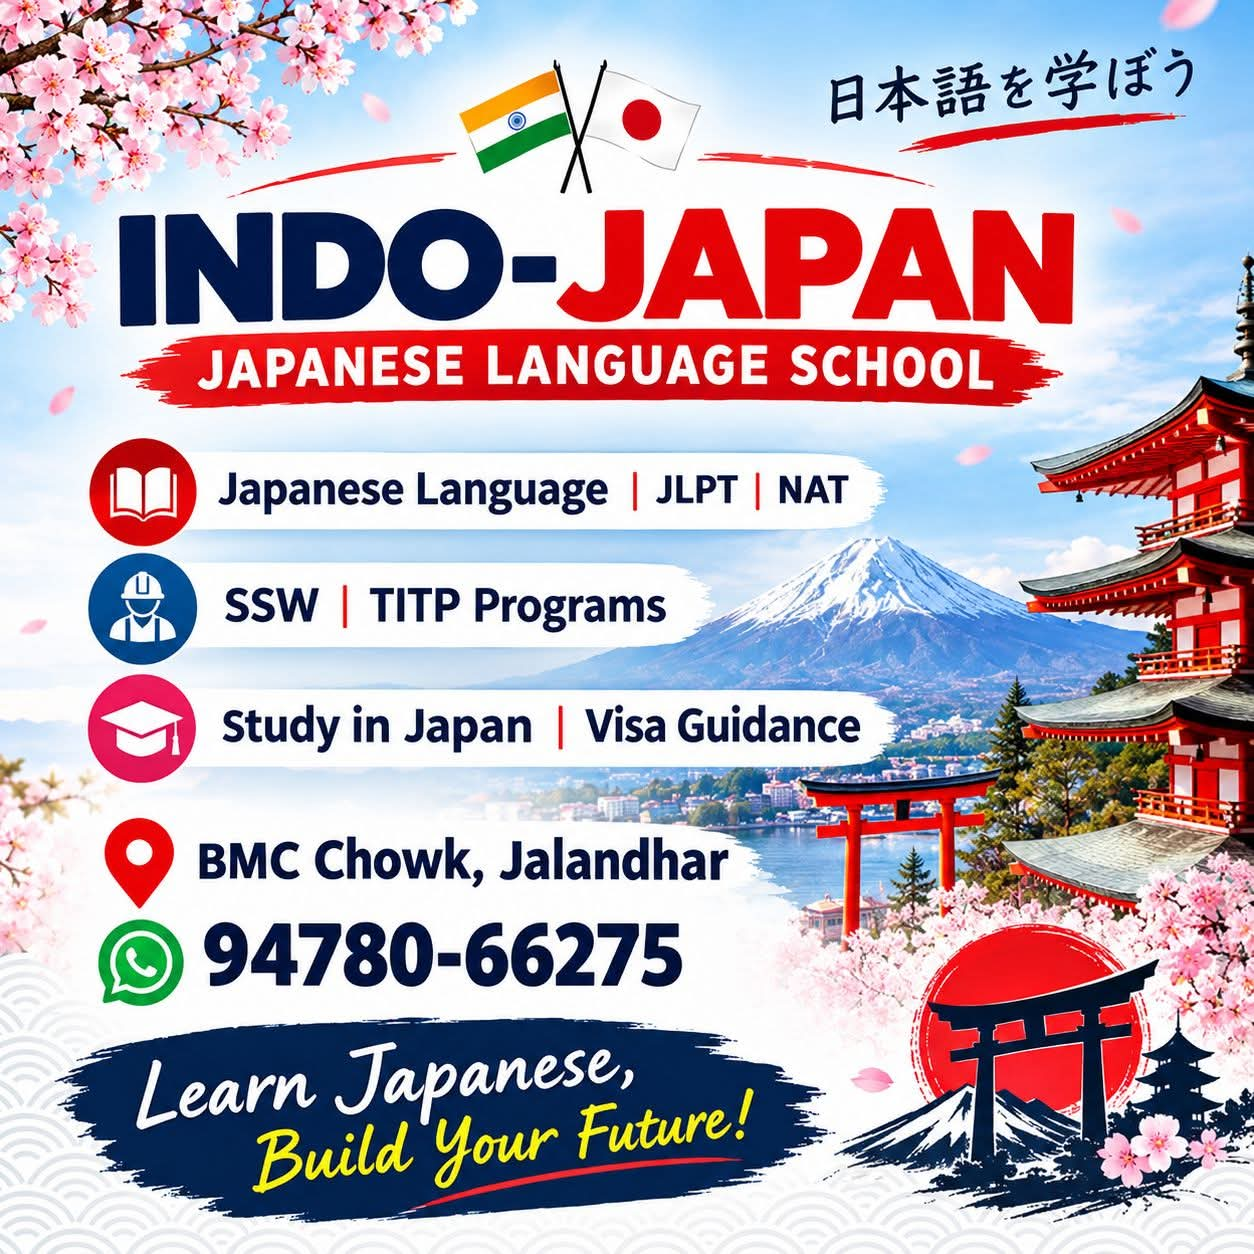 日本語を学ぼう
INDO-JAPAN
JAPANESE LANGUAGE SCHOOL
Japanese Language | JLPT | NAT
SSW | TITP Programs
Study in Japan | Visa Guidance
BMC Chowk, Jalandhar
94780-66275
Learn Japanese,
Build Your Future!